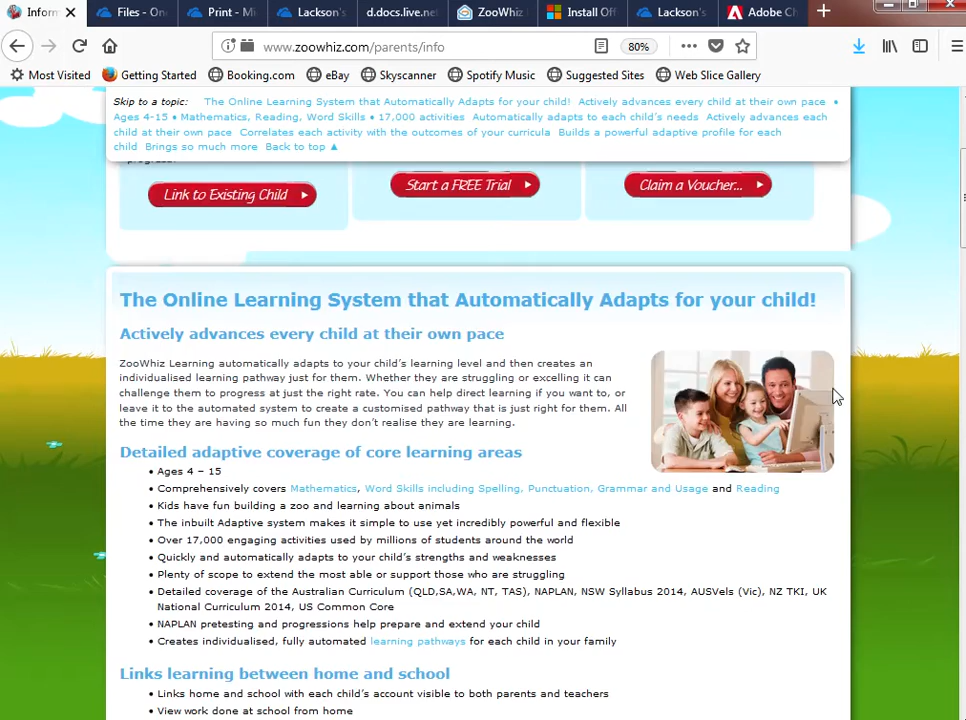 Inform
Files - One
Print - Mi
Lackson's
d.docs.live.net
ZooWhiz
Install Off
Lackson's
Adobe C
www.zoowhiz.com/parents/info
80%
Most Visited Getting Started Booking.com eBay Skyscanner Spotify Music Suggested Sites Web Slice Gallery
Skip to a topic: The Online Learning System that Automatically Adapts for your child! Actively advances every child at their own pace •
Ages 4-15 • Mathematics, Reading, Word Skills • 17,000 activities Automatically adapts to each child's needs Actively advances each
child at their own pace Correlates each activity with the outcomes of your curricula Builds a powerful adaptive profile for each
child Brings so much more Back to top ▲
Link to Existing Child
Start a FREE Trial
Claim a Voucher...
The Online Learning System that Automatically Adapts for your child!
Actively advances every child at their own pace
ZooWhiz Learning automatically adapts to your child's learning level and then creates an
individualised learning pathway just for them. Whether they are struggling or excelling it can
challenge them to progress at just the right rate. You can help direct learning if you want to, or
leave it to the automated system to create a customised pathway that is just right for them. All
the time they are having so much fun they don't realise they are learning.
Detailed adaptive coverage of core learning areas
• Ages 4 – 15
• Comprehensively covers Mathematics, Word Skills including Spelling, Punctuation, Grammar and Usage and Reading
• Kids have fun building a zoo and learning about animals
• The inbuilt Adaptive system makes it simple to use yet incredibly powerful and flexible
• Over 17,000 engaging activities used by millions of students around the world
• Quickly and automatically adapts to your child's strengths and weaknesses
• Plenty of scope to extend the most able or support those who are struggling
• Detailed coverage of the Australian Curriculum (QLD,SA,WA, NT, TAS), NAPLAN, NSW Syllabus 2014, AUSVels (Vic), NZ TKI, UK
National Curriculum 2014, US Common Core
• NAPLAN pretesting and progressions help prepare and extend your child
• Creates individualised, fully automated learning pathways for each child in your family
Links learning between home and school
• Links home and school with each child's account visible to both parents and teachers
• View work done at school from home